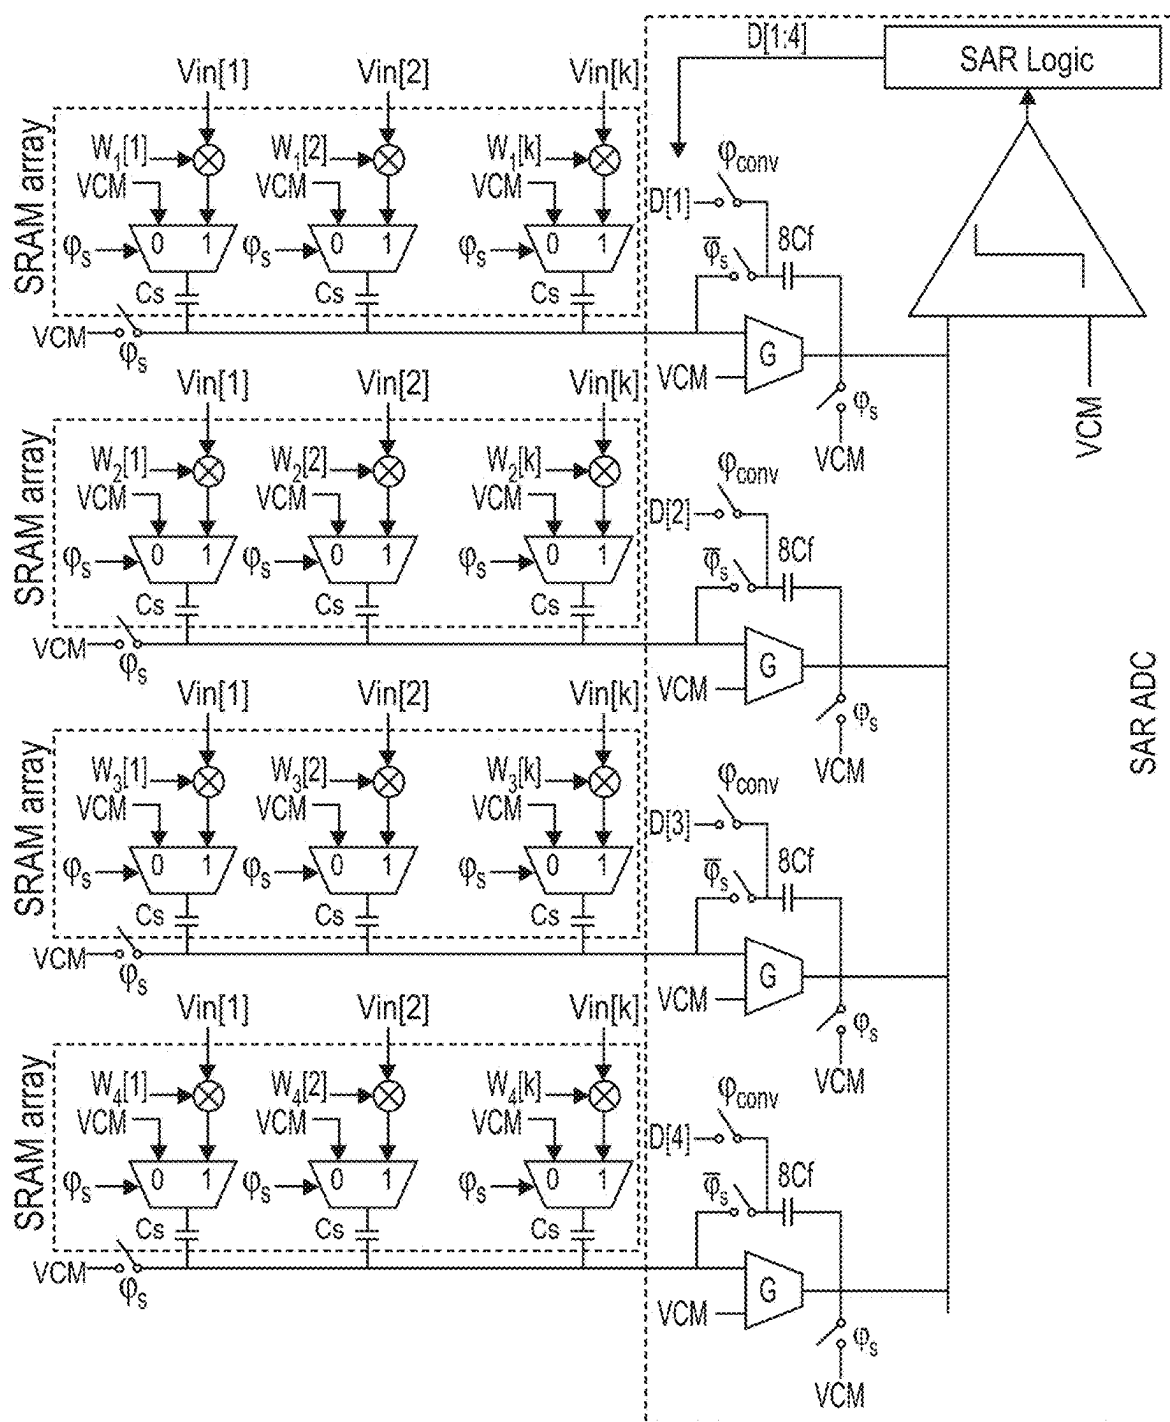 D[1:4]
SAR Logic
Vin[1] Vin[2] Vin[k]
SRAM array
W₁[1] W₁[2] W₁[k]
φconv
VCM VCM VCM
D[1]
φₛ 0 1 φₛ 0 1 φₛ 0 1
φ̅ₛ 8Cf
Cs Cs Cs
VCM φₛ
G
VCM
φₛ
VCM
VCM
Vin[1] Vin[2] Vin[k]
SRAM array
W₂[1] W₂[2] W₂[k]
φconv
VCM VCM VCM
D[2]
φₛ 0 1 φₛ 0 1 φₛ 0 1
φ̅ₛ 8Cf
Cs Cs Cs
VCM φₛ
G
VCM
φₛ
VCM
SAR ADC
Vin[1] Vin[2] Vin[k]
SRAM array
W₃[1] W₃[2] W₃[k]
φconv
VCM VCM VCM
D[3]
φₛ 0 1 φₛ 0 1 φₛ 0 1
φ̅ₛ 8Cf
Cs Cs Cs
VCM φₛ
G
VCM
φₛ
VCM
Vin[1] Vin[2] Vin[k]
SRAM array
W₄[1] W₄[2] W₄[k]
φconv
VCM VCM VCM
D[4]
φₛ 0 1 φₛ 0 1 φₛ 0 1
φ̅ₛ 8Cf
Cs Cs Cs
VCM φₛ
G
VCM
φₛ
VCM